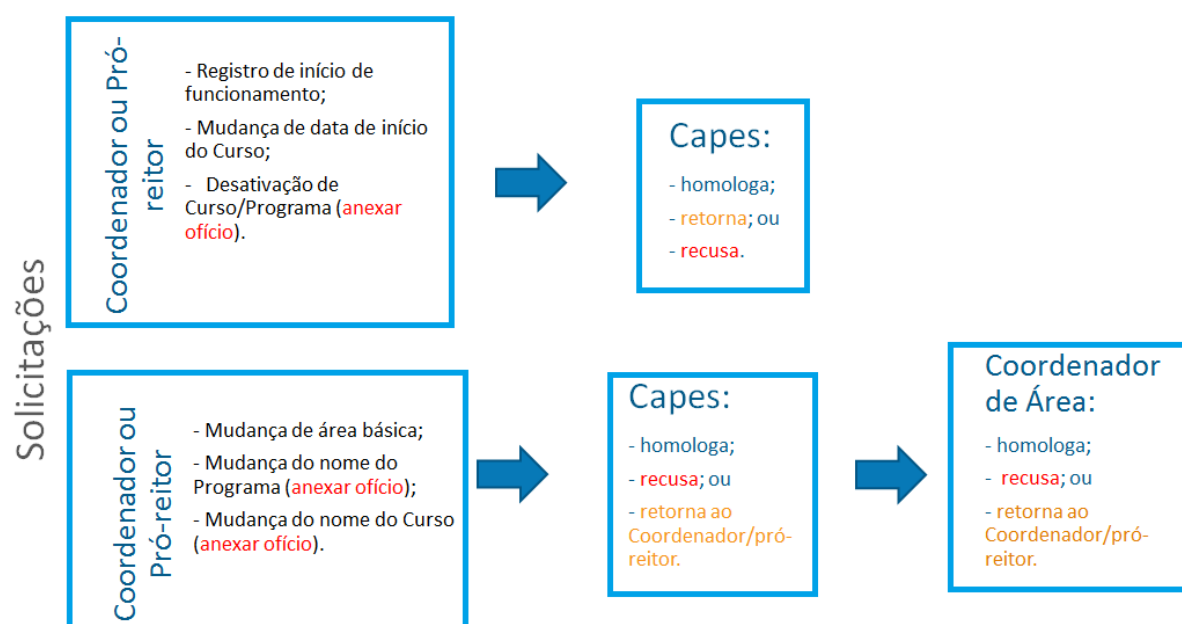 Solicitações
Coordenador ou Pró-
reitor
- Registro de início de
funcionamento;
- Mudança de data de início
do Curso;
- Desativação de
Curso/Programa (anexar
ofício).
Capes:
- homologa;
- retorna; ou
- recusa.
Coordenador ou
Pró-reitor
- Mudança de área básica;
- Mudança do nome do
Programa (anexar ofício);
- Mudança do nome do Curso
(anexar ofício).
Capes:
- homologa;
- recusa; ou
- retorna ao
Coordenador/pró-
reitor.
Coordenador
de Área:
- homologa;
- recusa; ou
- retorna ao
Coordenador/pró-
reitor.